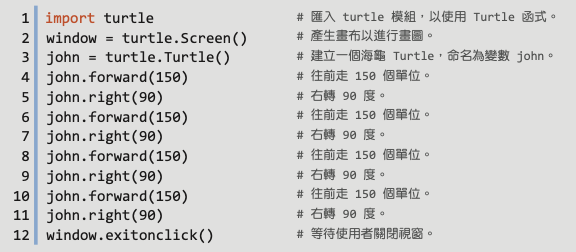 1 import turtle # 匯入 turtle 模組，以使用 Turtle 函式。
2 window = turtle.Screen() # 產生畫布以進行畫圖。
3 john = turtle.Turtle() # 建立一個海龜 Turtle，命名為變數 john。
4 john.forward(150) # 往前走 150 個單位。
5 john.right(90) # 右轉 90 度。
6 john.forward(150) # 往前走 150 個單位。
7 john.right(90) # 右轉 90 度。
8 john.forward(150) # 往前走 150 個單位。
9 john.right(90) # 右轉 90 度。
10 john.forward(150) # 往前走 150 個單位。
11 john.right(90) # 右轉 90 度。
12 window.exitonclick() # 等待使用者關閉視窗。